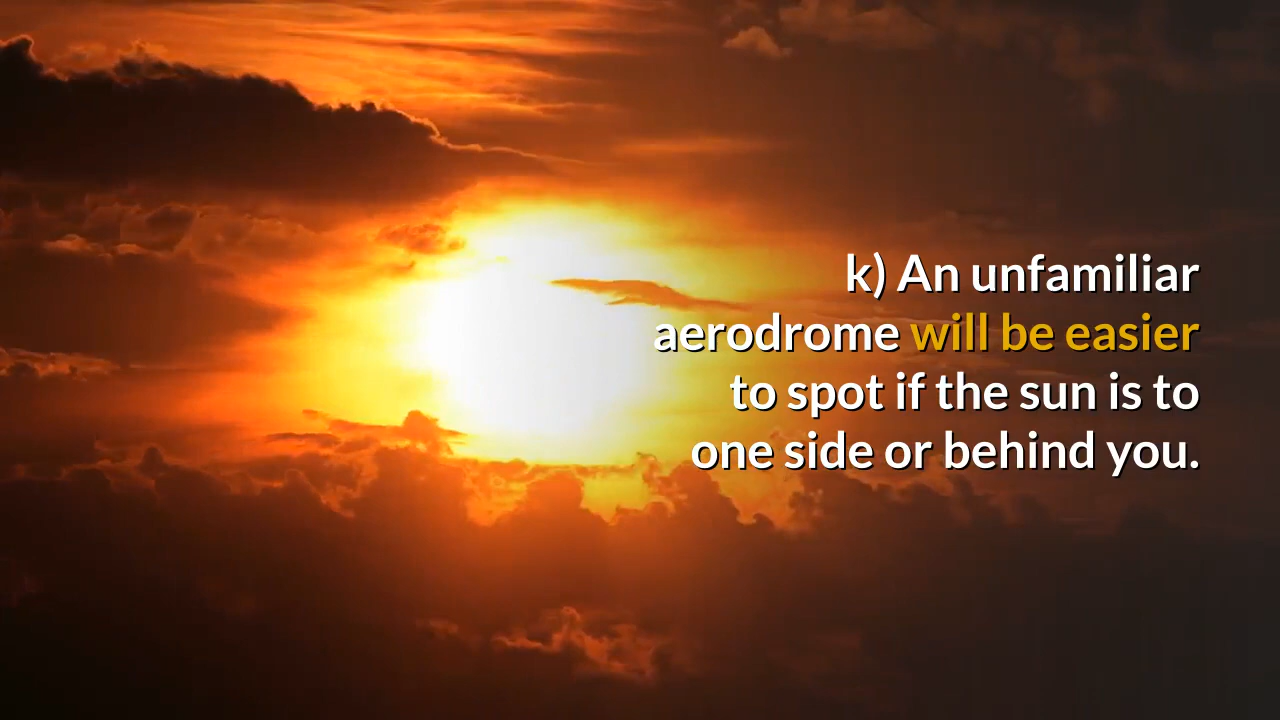 k) An unfamiliar
aerodrome will be easier
to spot if the sun is to
one side or behind you.